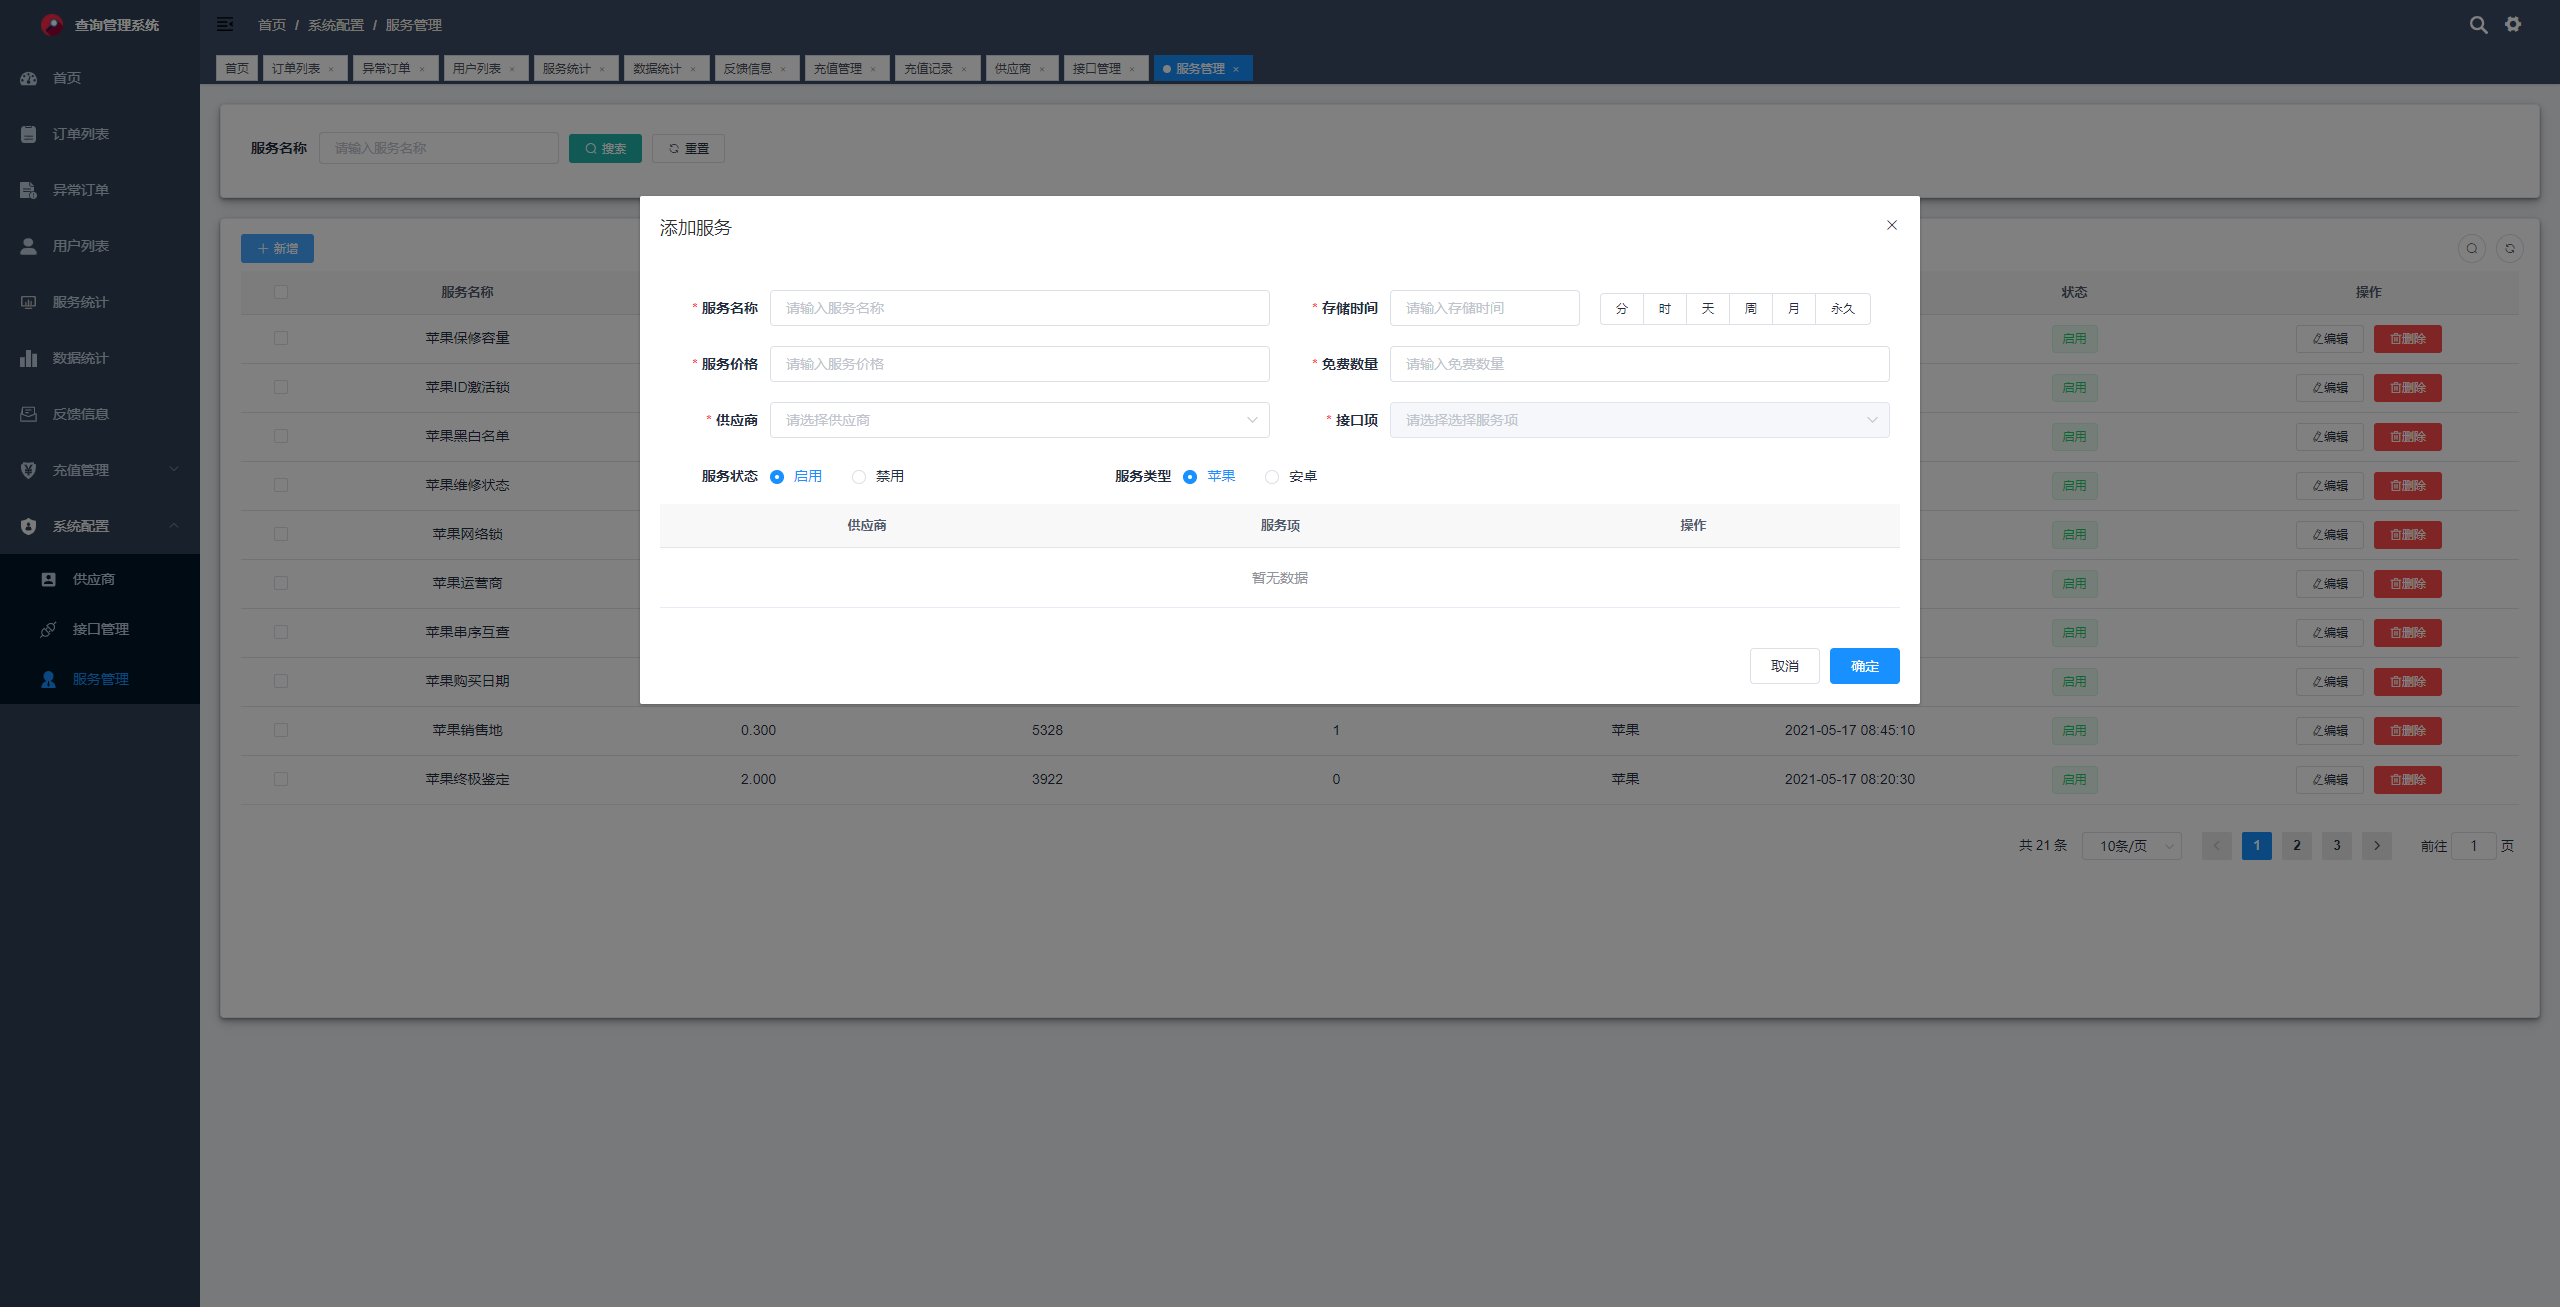 查询管理系统
首页 / 系统配置 / 服务管理
首页 订单列表 × 异常订单 × 用户列表 × 服务统计 × 数据统计 × 反馈信息 × 充值管理 × 充值记录 × 供应商 × 接口管理 × 服务管理 ×
首页
订单列表
异常订单
用户列表
服务统计
数据统计
反馈信息
充值管理
系统配置
供应商
接口管理
服务管理
服务名称 请输入服务名称 搜索 重置
新增
服务名称 状态 操作
苹果保修容量 启用 编辑 删除
苹果ID激活锁 启用 编辑 删除
苹果黑白名单 启用 编辑 删除
苹果维修状态 启用 编辑 删除
苹果网络锁 启用 编辑 删除
苹果运营商 启用 编辑 删除
苹果串序互查 启用 编辑 删除
苹果购买日期 启用 编辑 删除
苹果销售地 0.300 5328 1 苹果 2021-05-17 08:45:10 启用 编辑 删除
苹果终极鉴定 2.000 3922 0 苹果 2021-05-17 08:20:30 启用 编辑 删除
共 21 条 10条/页 1 2 3 前往 1 页
添加服务
* 服务名称 请输入服务名称 * 存储时间 请输入存储时间 分 时 天 周 月 永久
* 服务价格 请输入服务价格 * 免费数量 请输入免费数量
* 供应商 请选择供应商 * 接口项 请选择选择服务项
服务状态 启用 禁用 服务类型 苹果 安卓
供应商 服务项 操作
暂无数据
取消 确定